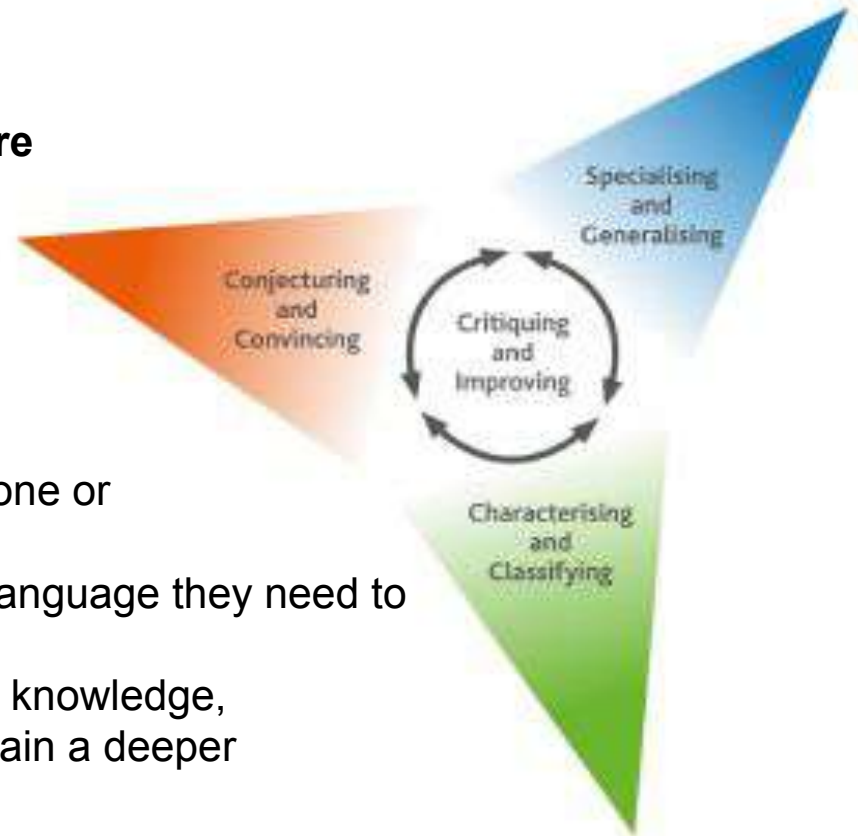 re
Specialising
and
Generalising
Conjecturing
and
Convincing
Critiquing
and
Improving
one or
Characterising
and
Classifying
language they need to
knowledge,
ain a deeper